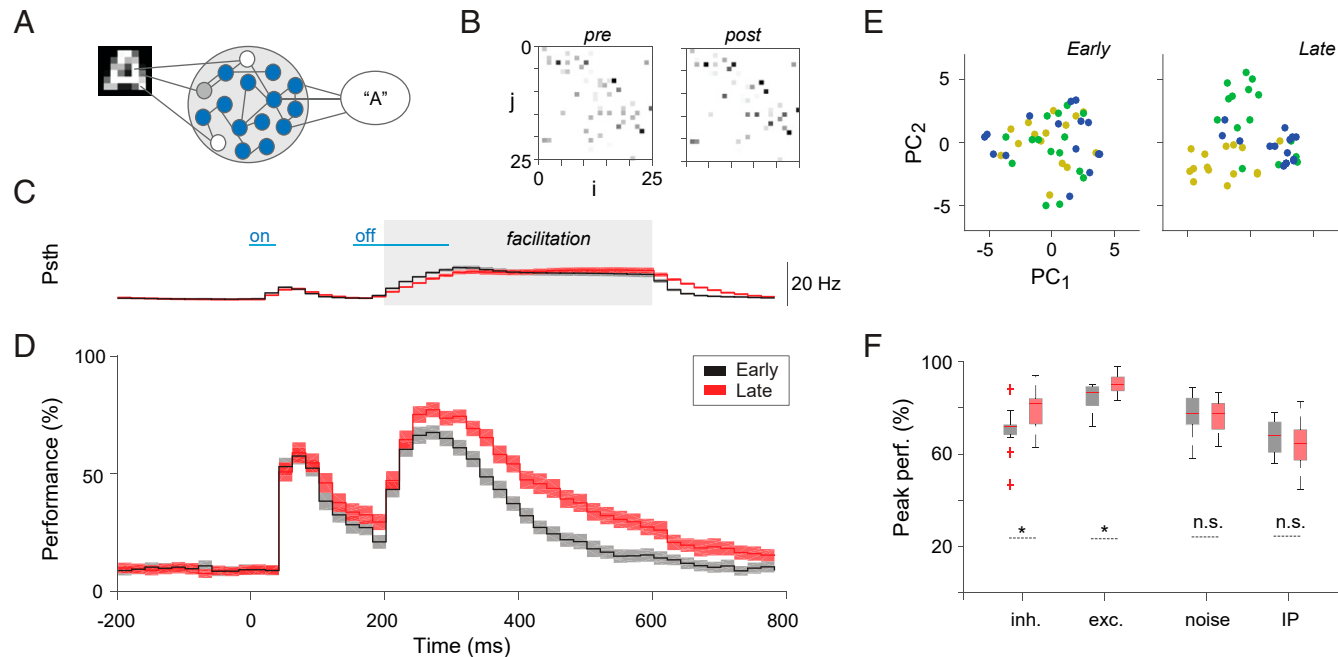 A
"A"
B
pre
post
0
j
25
0
i
25
C
Psth
on
off
facilitation
20 Hz
D
Performance (%)
100
50
0
Early
Late
-200
0
200
400
600
800
Time (ms)
E
Early
Late
PC2
5
0
-5
-5
0
5
PC1
F
Peak perf. (%)
100
60
20
*
*
n.s.
n.s.
inh.
exc.
noise
IP